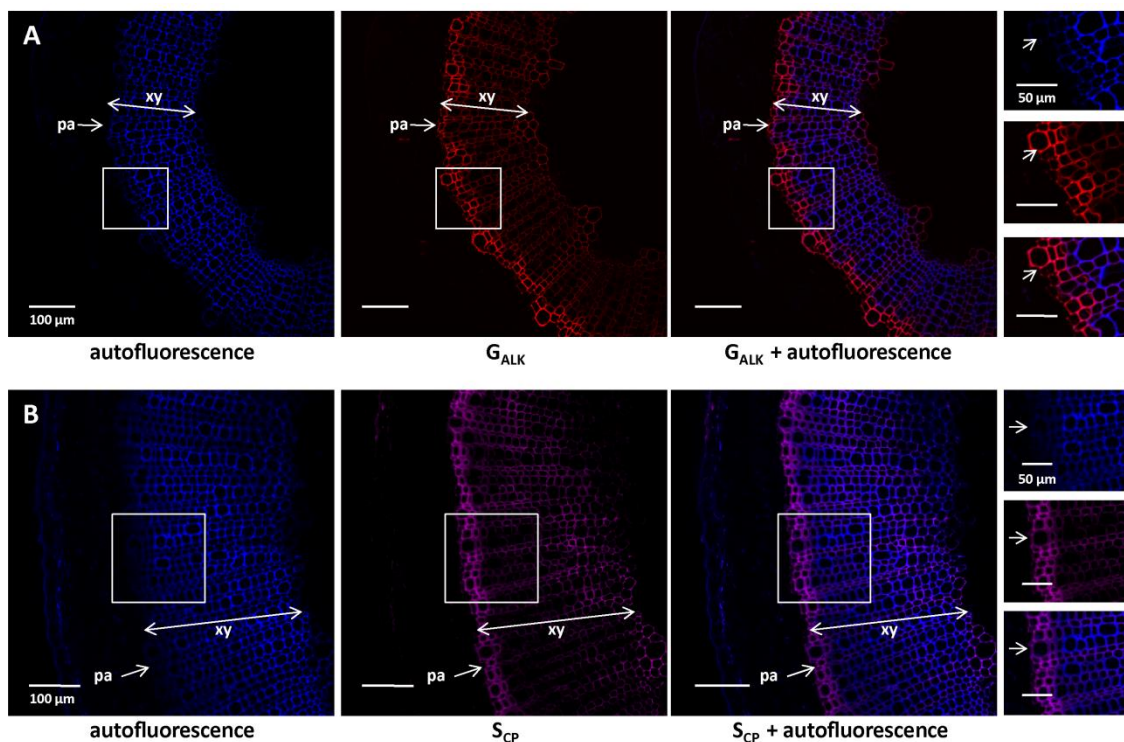 A
xy
pa
100 µm
xy
pa
xy
pa
50 µm
autofluorescence
G_ALK
G_ALK + autofluorescence
B
xy
pa
100 µm
xy
pa
xy
pa
50 µm
autofluorescence
S_CP
S_CP + autofluorescence